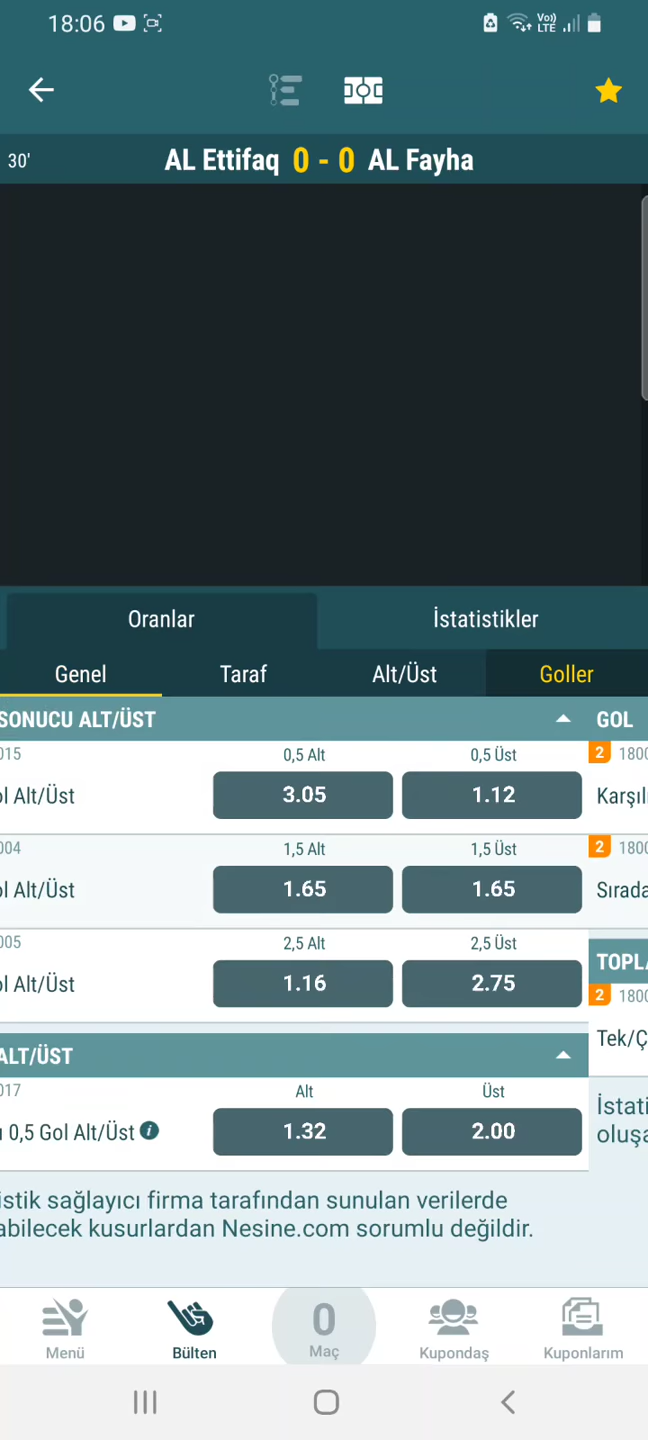 18:06
Vo))
LTE
30'
AL Ettifaq 0 - 0 AL Fayha
Oranlar
İstatistikler
Genel
Taraf
Alt/Üst
Goller
SONUCU ALT/ÜST
015
0,5 Alt
0,5 Üst
ol Alt/Üst
3.05
1.12
004
1,5 Alt
1,5 Üst
ol Alt/Üst
1.65
1.65
005
2,5 Alt
2,5 Üst
ol Alt/Üst
1.16
2.75
ALT/ÜST
017
Alt
Üst
0,5 Gol Alt/Üst
1.32
2.00
istik sağlayıcı firma tarafından sunulan verilerde
abilecek kusurlardan Nesine.com sorumlu değildir.
GOL
2 1800
Karşıl
2 1800
Sırada
TOPLA
2 1800
Tek/Ç
İstati
oluşa
Menü
Bülten
0
Maç
Kupondaş
Kuponlarım